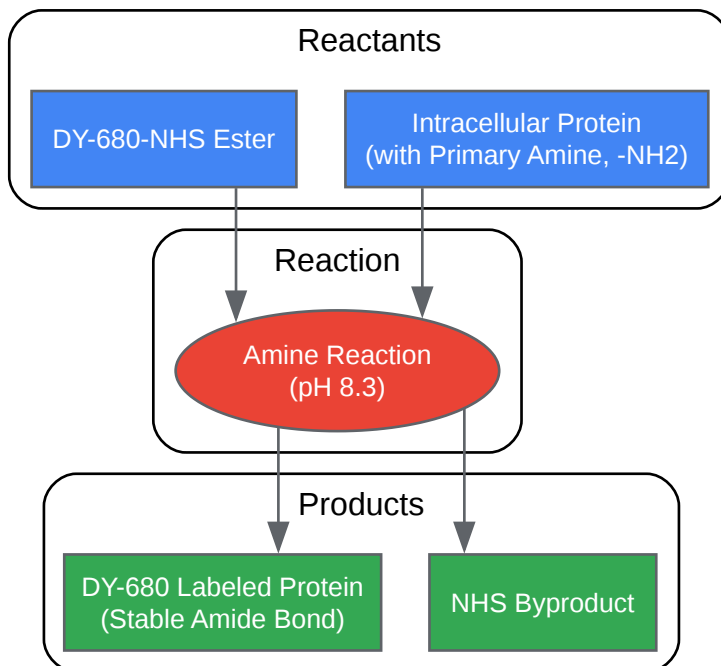 Reactants
DY-680-NHS Ester
Intracellular Protein
(with Primary Amine, -NH2)
Reaction
Amine Reaction
(pH 8.3)
Products
DY-680 Labeled Protein
(Stable Amide Bond)
NHS Byproduct